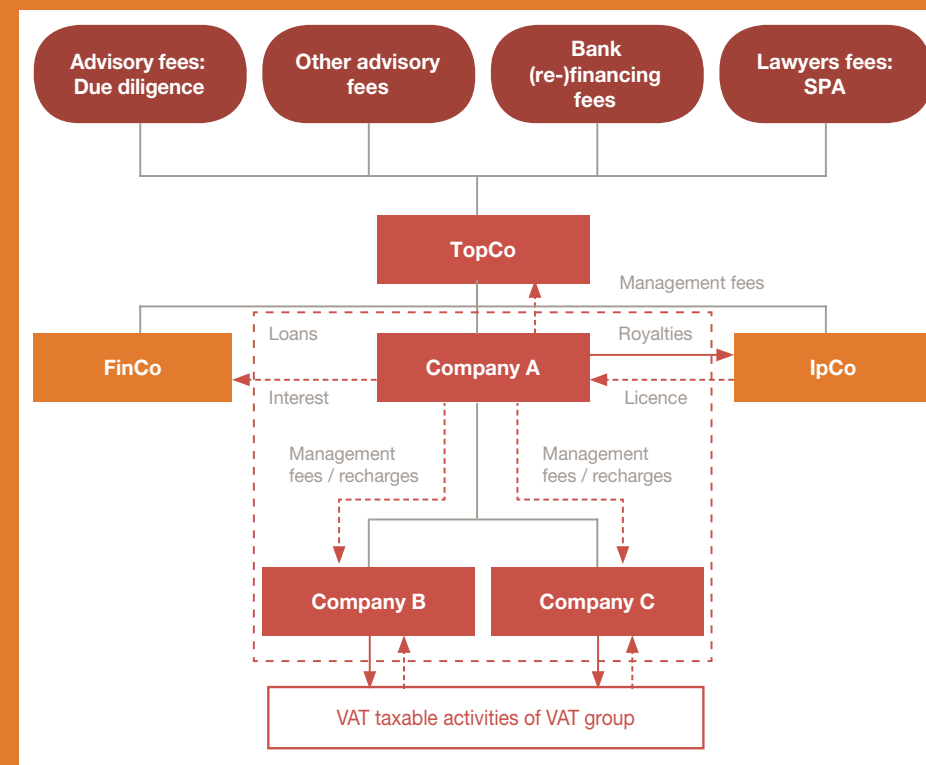 Advisory fees:
Due diligence
Other advisory
fees
Bank
(re-)financing
fees
Lawyers fees:
SPA
TopCo
Management fees
Loans
Royalties
FinCo
Company A
IpCo
Interest
Licence
Management
fees / recharges
Management
fees / recharges
Company B
Company C
VAT taxable activities of VAT group